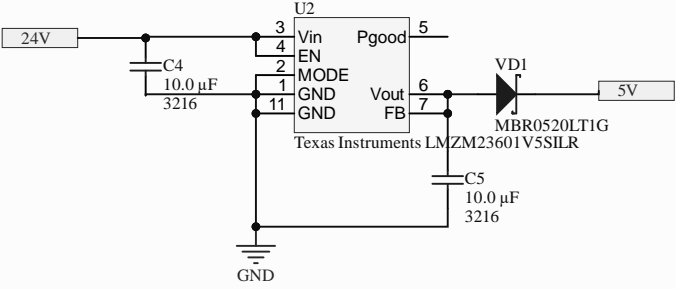 U2
24V
3 Vin
4 EN
2 MODE
1 GND
11 GND
Pgood 5
Vout 6
FB 7
Texas Instruments LMZM23601V5SILR
C4
10.0 µF
3216
VD1
MBR0520LT1G
5V
C5
10.0 µF
3216
GND